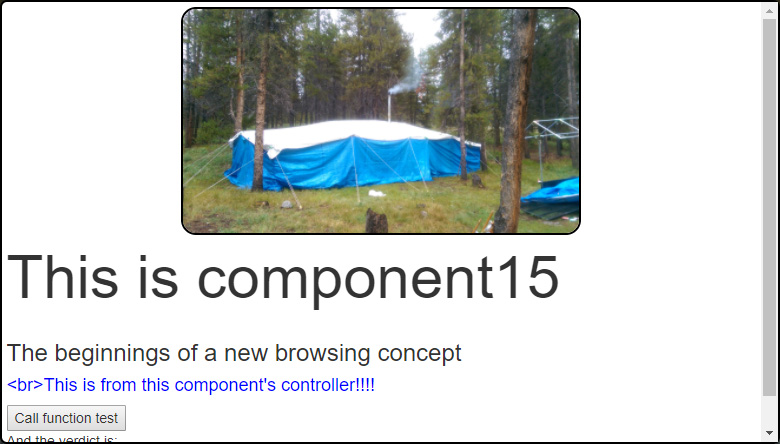 This is component15
The beginnings of a new browsing concept
<br>This is from this component's controller!!!!
Call function test
And the verdict is: